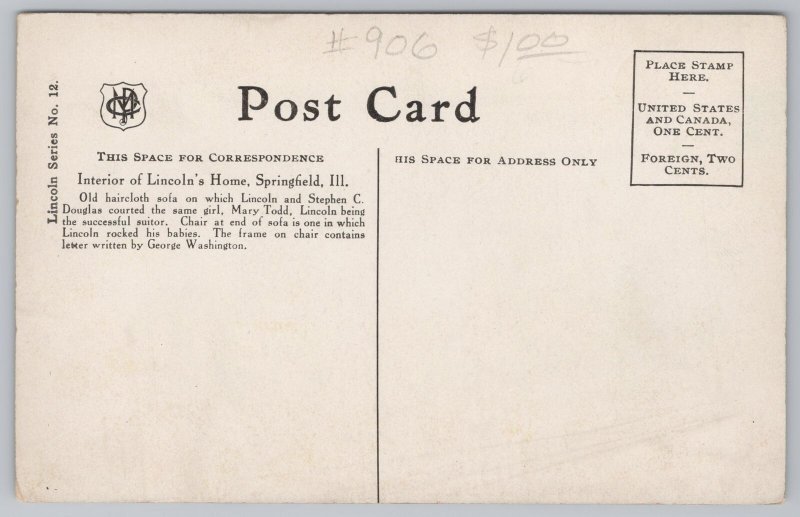 #906 $1.00
Lincoln Series No. 12.
Post Card
PLACE STAMP
HERE.
—
UNITED STATES
AND CANADA,
ONE CENT.
—
FOREIGN, TWO
CENTS.
THIS SPACE FOR CORRESPONDENCE
HIS SPACE FOR ADDRESS ONLY
Interior of Lincoln's Home, Springfield, Ill.
Old haircloth sofa on which Lincoln and Stephen C.
Douglas courted the same girl, Mary Todd, Lincoln being
the successful suitor. Chair at end of sofa is one in which
Lincoln rocked his babies. The frame on chair contains
letter written by George Washington.